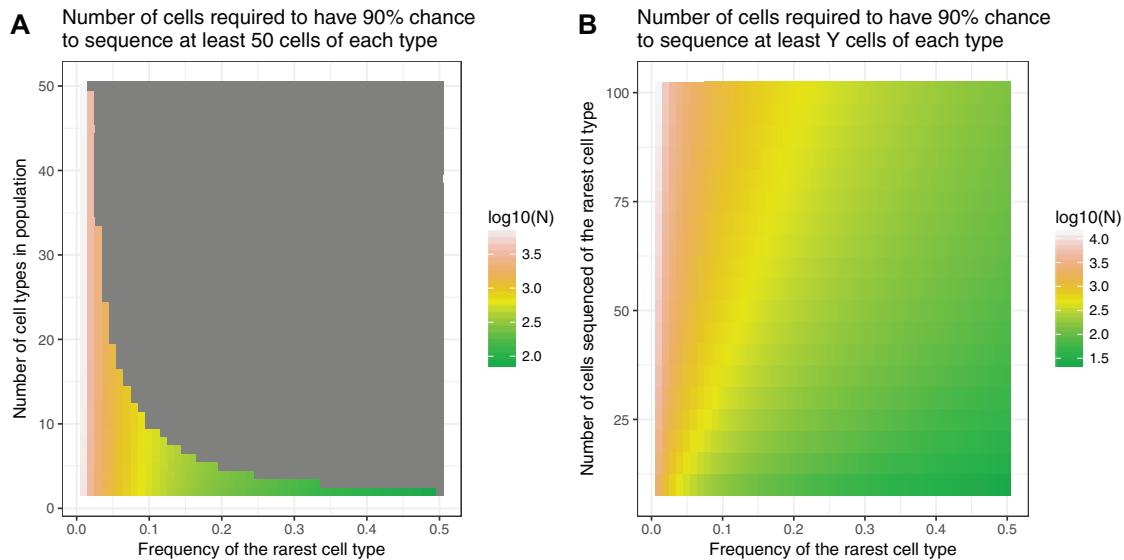 A
Number of cells required to have 90% chance
to sequence at least 50 cells of each type
Number of cell types in population
50
40
30
20
10
0
0.0
0.1
0.2
0.3
0.4
0.5
Frequency of the rarest cell type
log10(N)
3.5
3.0
2.5
2.0
B
Number of cells required to have 90% chance
to sequence at least Y cells of each type
Number of cells sequenced of the rarest cell type
100
75
50
25
0.0
0.1
0.2
0.3
0.4
0.5
Frequency of the rarest cell type
log10(N)
4.0
3.5
3.0
2.5
2.0
1.5